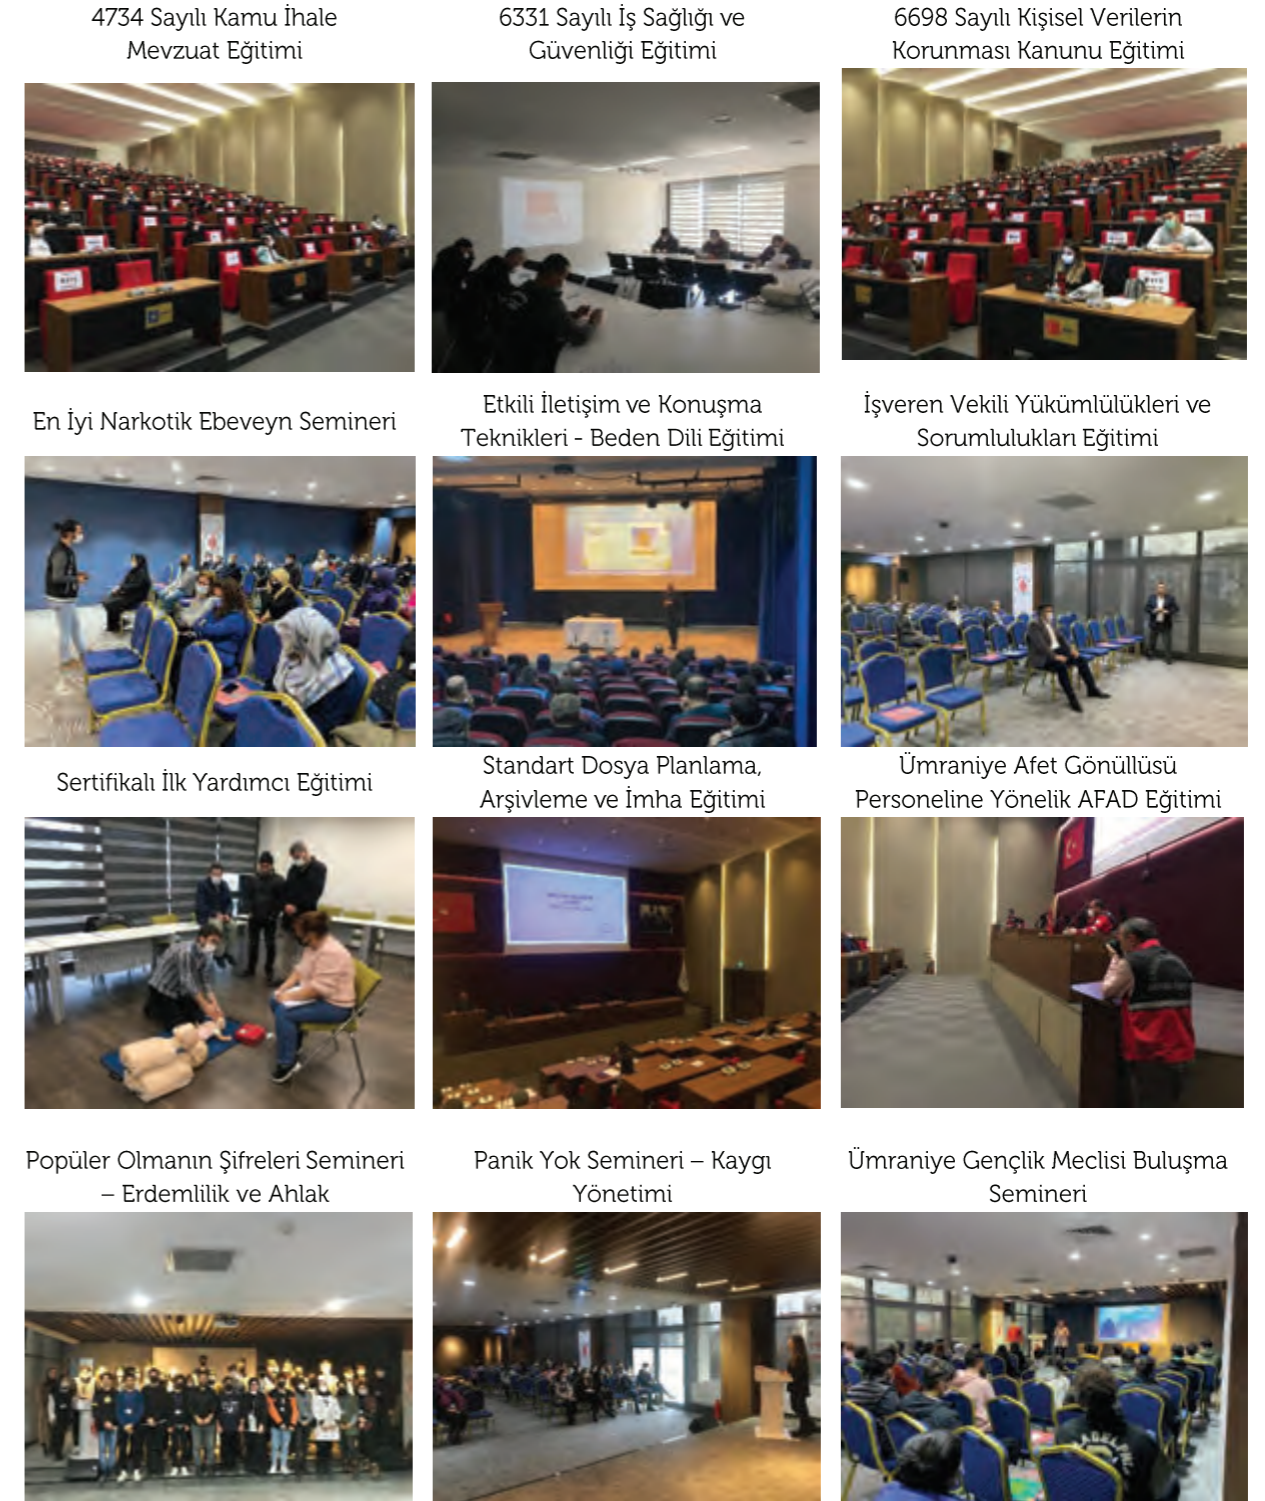 4734 Sayılı Kamu İhale
Mevzuat Eğitimi
6331 Sayılı İş Sağlığı ve
Güvenliği Eğitimi
6698 Sayılı Kişisel Verilerin
Korunması Kanunu Eğitimi
En İyi Narkotik Ebeveyn Semineri
Etkili İletişim ve Konuşma
Teknikleri - Beden Dili Eğitimi
İşveren Vekili Yükümlülükleri ve
Sorumlulukları Eğitimi
Sertifikalı İlk Yardımcı Eğitimi
Standart Dosya Planlama,
Arşivleme ve İmha Eğitimi
Ümraniye Afet Gönüllüsü
Personeline Yönelik AFAD Eğitimi
Popüler Olmanın Şifreleri Semineri
– Erdemlilik ve Ahlak
Panik Yok Semineri – Kaygı
Yönetimi
Ümraniye Gençlik Meclisi Buluşma
Semineri